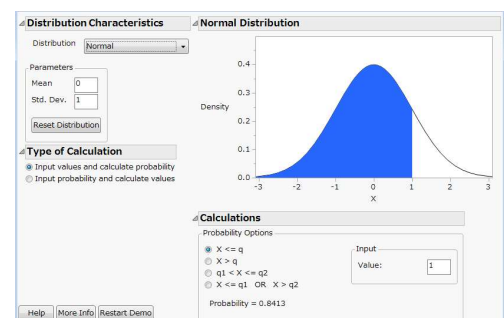 Distribution Characteristics
Distribution Normal
Parameters
Mean 0
Std. Dev. 1
Reset Distribution
Type of Calculation
Input values and calculate probability
Input probability and calculate values
Help More Info Restart Demo
Normal Distribution
Density
0.4
0.3
0.2
0.1
0.0
-3 -2 -1 0 1 2 3
X
Calculations
Probability Options
X <= q
X > q
q1 < X <= q2
X <= q1 OR X > q2
Probability = 0.8413
Input
Value: 1